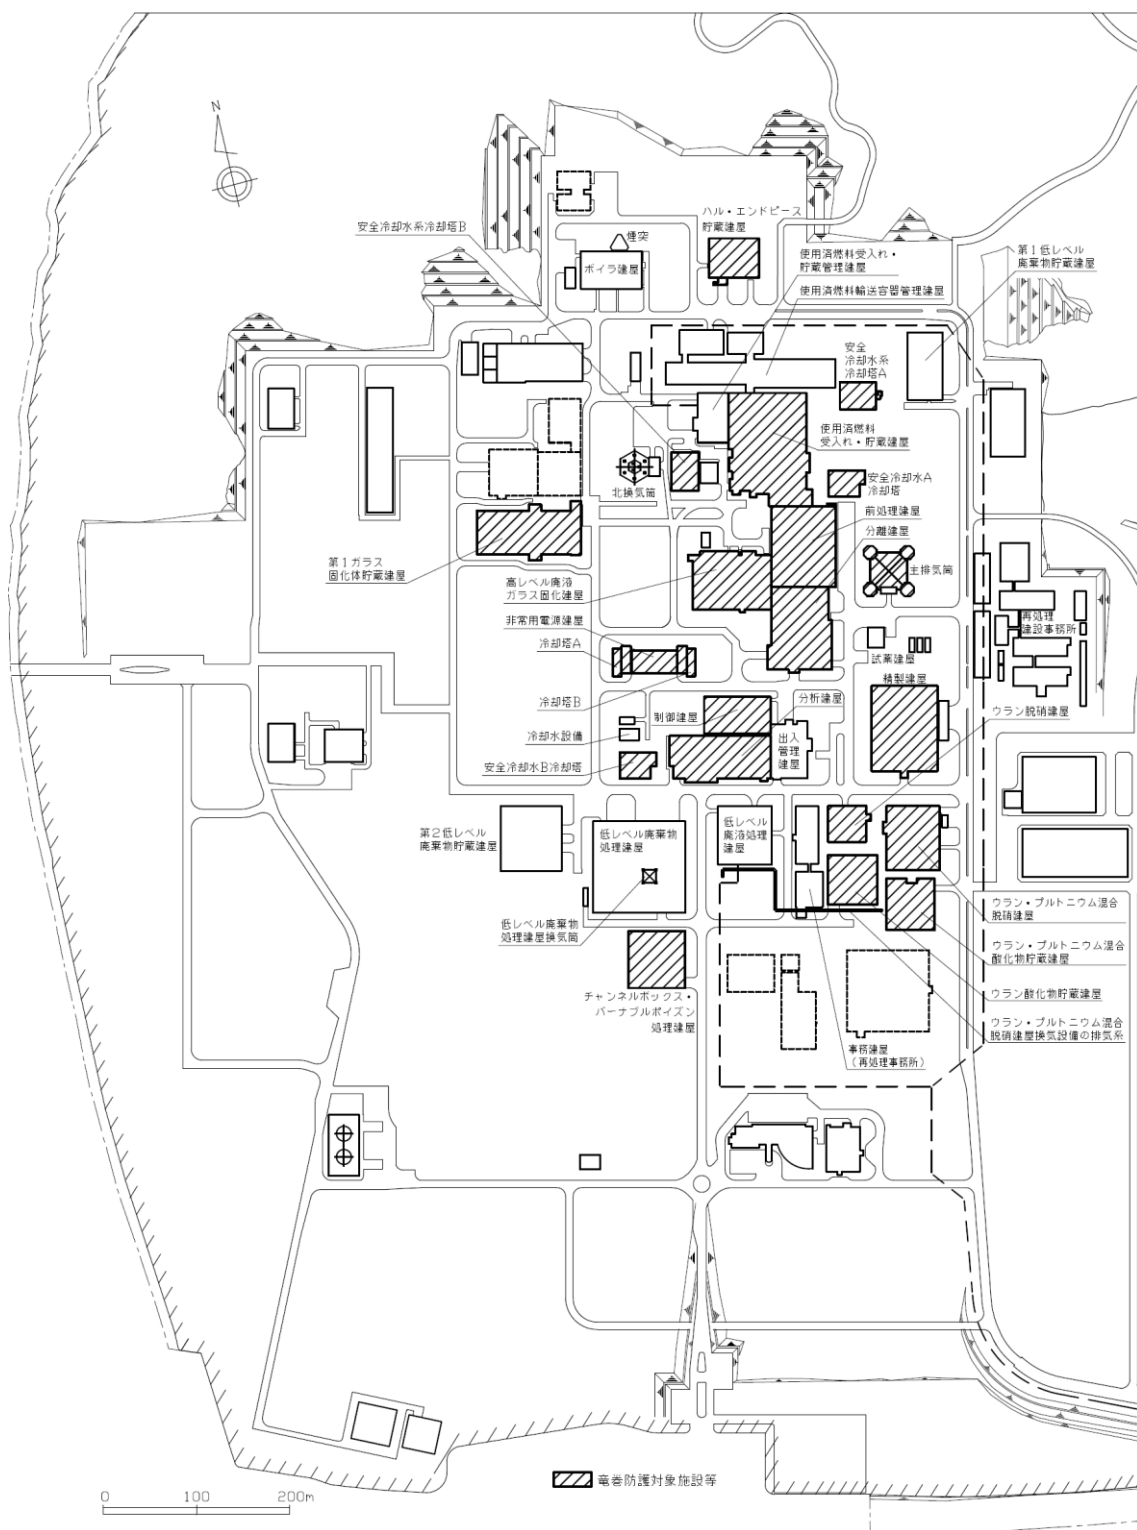 N
安全冷却水系冷却塔B
煙突
ボイラ建屋
ハル・エンドピース
貯蔵建屋
使用済燃料受入れ・
貯蔵管理建屋
使用済燃料輸送容器管理建屋
第1低レベル
廃棄物貯蔵建屋
安全
冷却水系
冷却塔A
使用済燃料
受入れ・貯蔵建屋
北換気筒
安全冷却水A
冷却塔
前処理建屋
分離建屋
主排気筒
第1ガラス
固化体貯蔵建屋
高レベル廃液
ガラス固化建屋
非常用電源建屋
冷却塔A
冷却塔B
再処理
建設事務所
試薬建屋
精製建屋
分析建屋
制御建屋
ウラン脱硝建屋
冷却水設備
出入
管理
建屋
安全冷却水B冷却塔
第2低レベル
廃棄物貯蔵建屋
低レベル廃棄物
処理建屋
低レベル
廃液処理
建屋
低レベル廃棄物
処理建屋換気筒
ウラン・プルトニウム混合
脱硝建屋
ウラン・プルトニウム混合
酸化物貯蔵建屋
ウラン酸化物貯蔵建屋
ウラン・プルトニウム混合
脱硝建屋換気設備の排気系
チャンネルボックス・
バーナブルポイズン
処理建屋
事務建屋
(再処理事務所)
竜巻防護対象施設等
0 100 200m